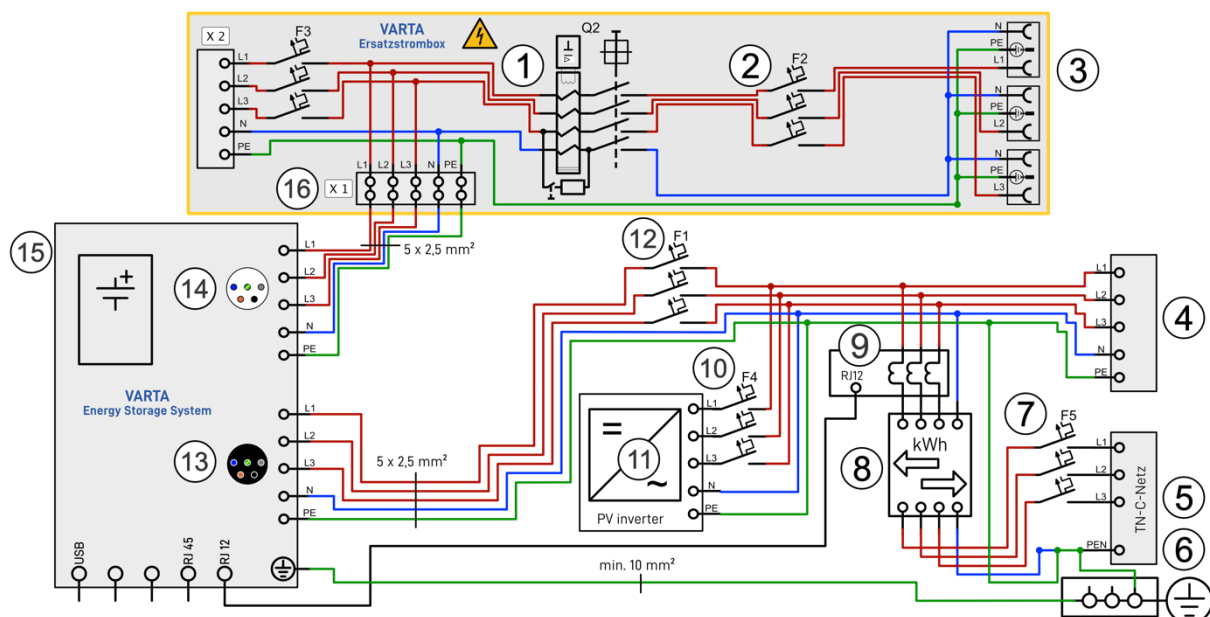 X 2
F3
VARTA
Ersatzstrombox
Q2
L1
L2
L3
N
PE
1
2
F2
N
PE
L1
N
PE
L2
N
PE
L3
3
L1
L2
L3
N
PE
16
X 1
15
5 x 2,5 mm²
L1
L2
L3
N
PE
14
VARTA
Energy Storage System
12
F1
L1
L2
L3
N
PE
4
9
RJ12
10
F4
L1
L2
L3
N
PE
11
=
~
PV inverter
L1
L2
L3
N
PE
13
5 x 2,5 mm²
kWh
8
7
F5
L1
L2
L3
PEN
TN-C-Netz
5
6
USB
RJ 45
RJ 12
min. 10 mm²